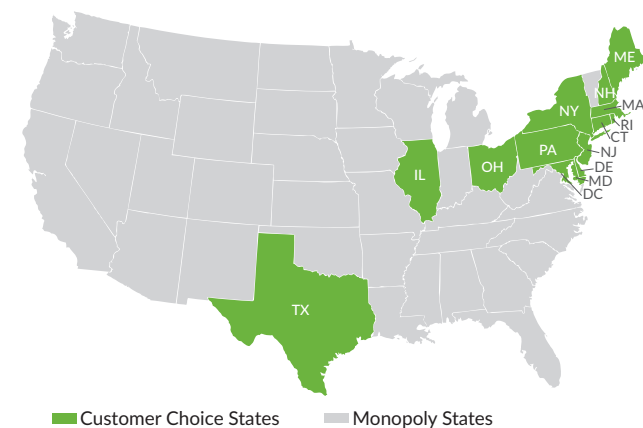 ME
NH
MA
NY
RI
CT
PA
NJ
OH
DE
IL
MD
DC
TX
Customer Choice States
Monopoly States